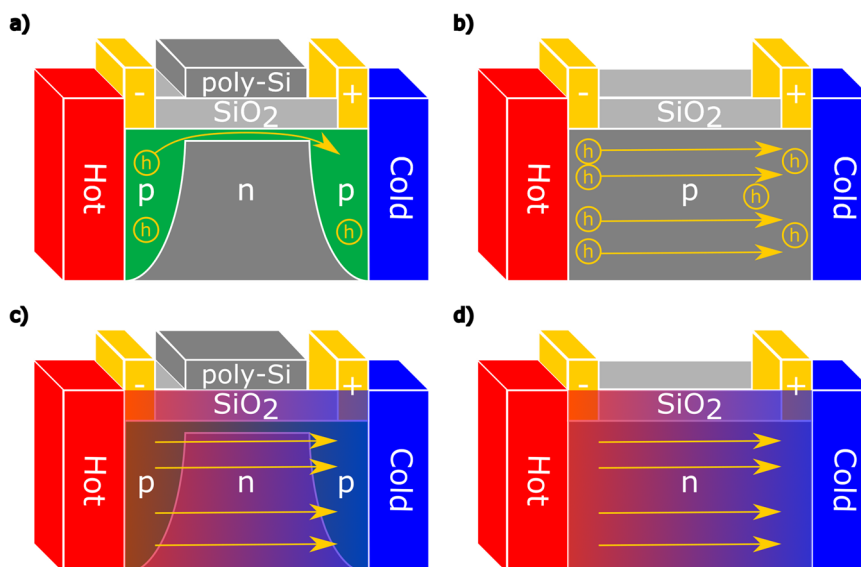 a)
poly-Si
- +
SiO2
Hot
h
p n p
h h
Cold
b)
- +
SiO2
Hot
h h
h
p
h
h h
h
Cold
c)
poly-Si
- +
SiO2
Hot
p n p
Cold
d)
- +
SiO2
Hot
n
Cold